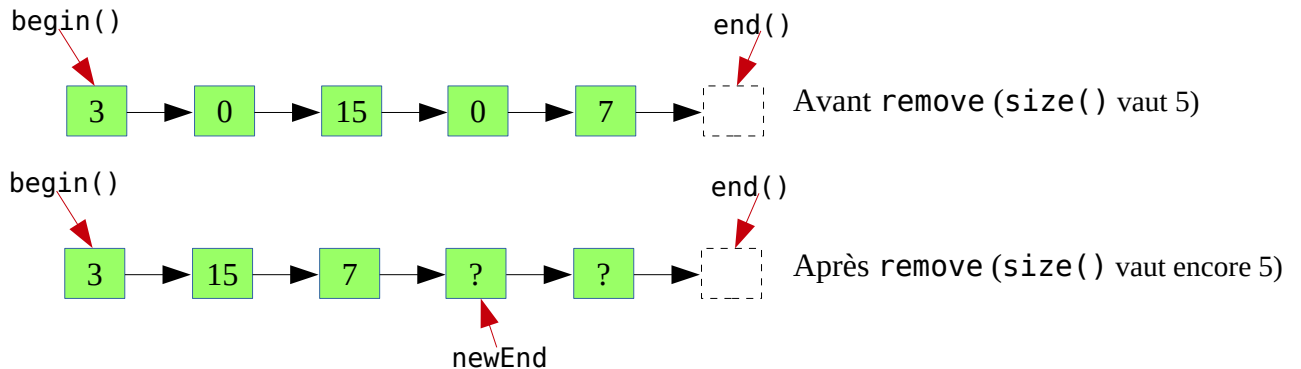 begin()
end()
3 0 15 0 7
Avant remove (size() vaut 5)
begin()
end()
3 15 7 ? ?
Après remove (size() vaut encore 5)
newEnd